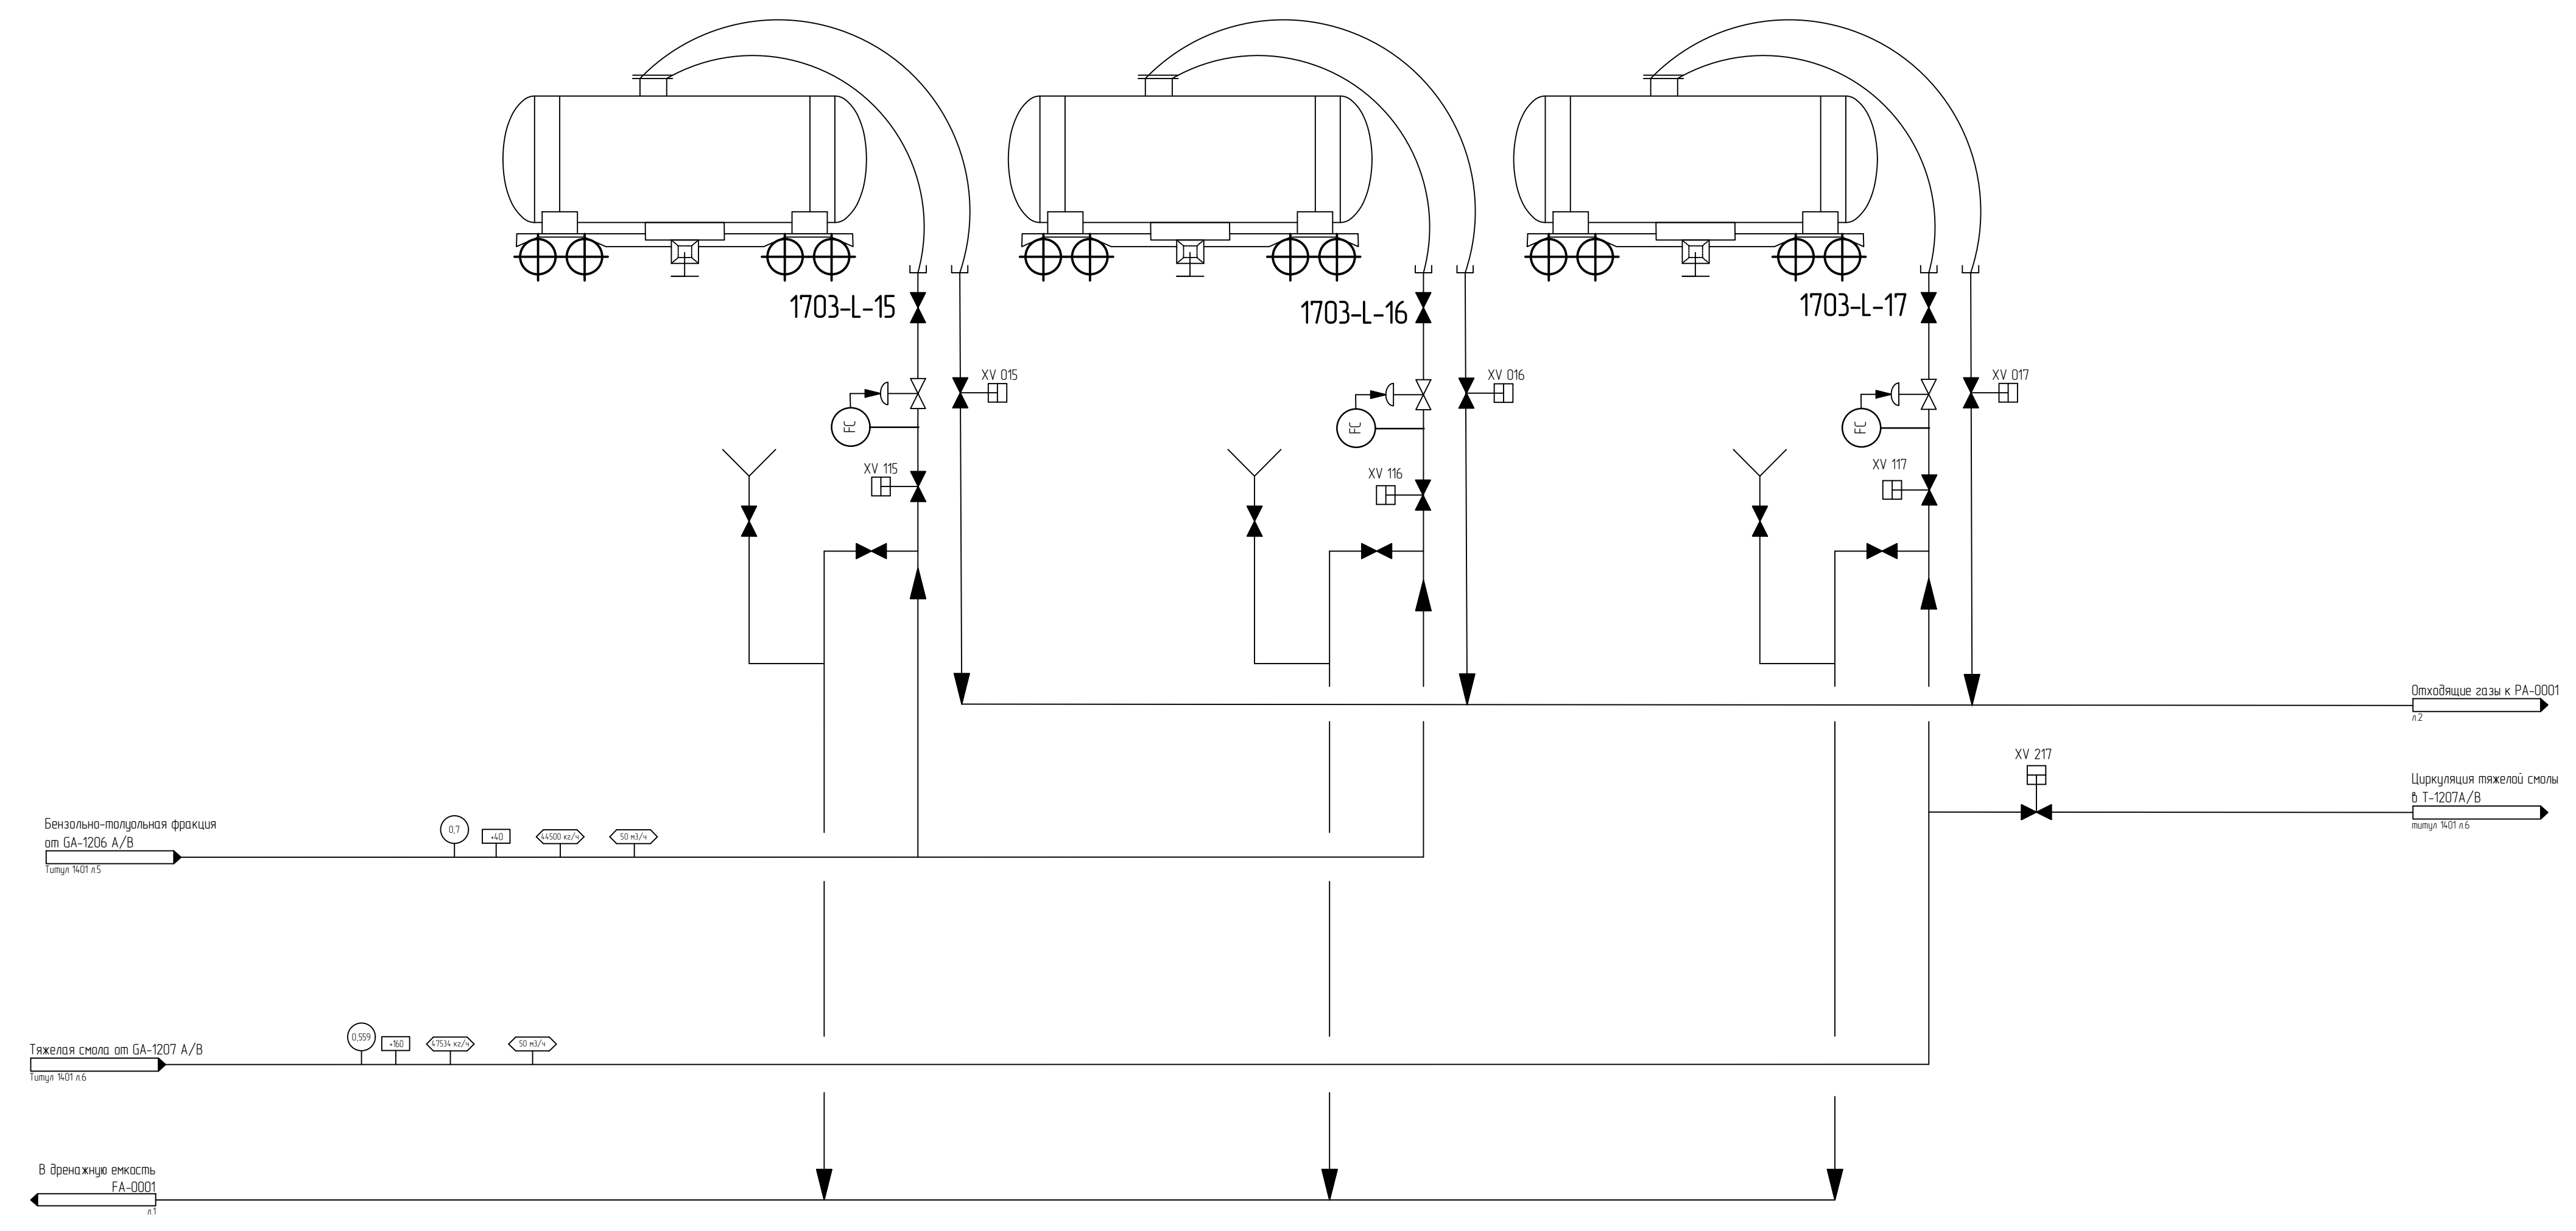 1703-L-15
1703-L-16
1703-L-17
XV 015
XV 016
XV 017
FC
FC
FC
XV 115
XV 116
XV 117
Отходящие газы к РА-0001
л.2
XV 217
Циркуляция тяжелой смолы
в Т-1207А/В
титул 1401 л.6
Бензольно-толуольная фракция
от GA-1206 А/В
Титул 1401 л.5
0,7
+40
44500 кг/ч
50 м3/ч
Тяжелая смола от GA-1207 А/В
Титул 1401 л.6
0,559
+160
47534 кг/ч
50 м3/ч
В дренажную емкость
FA-0001
л.1